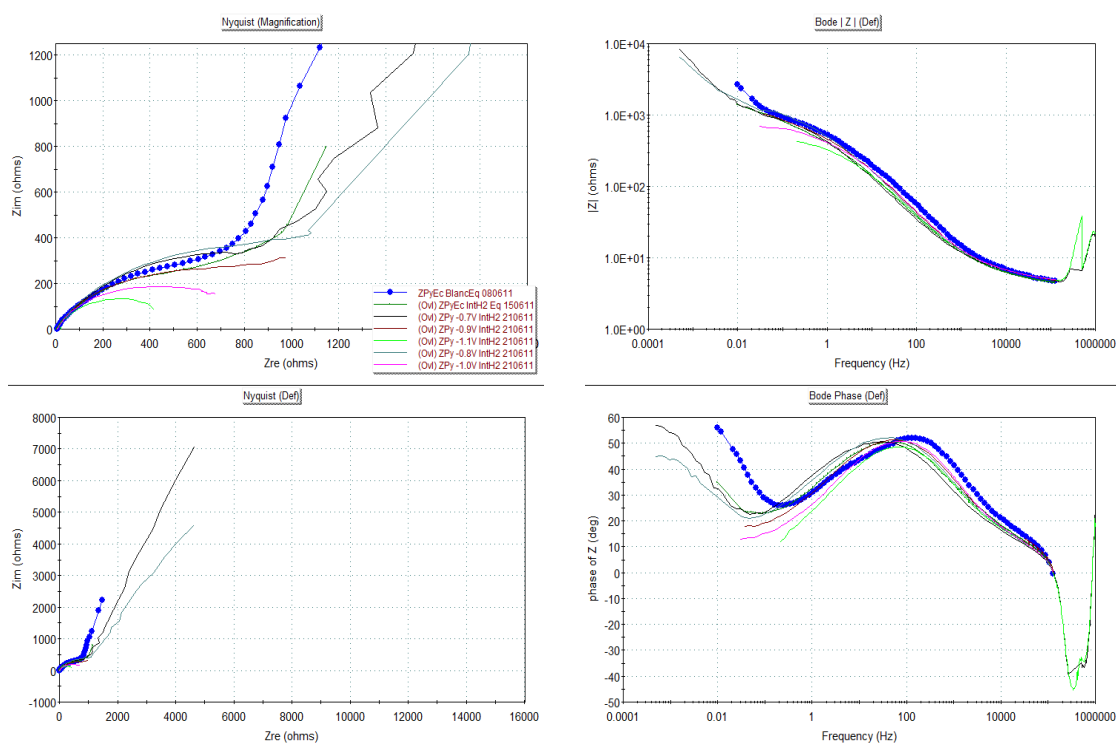 Nyquist (Magnification)
Zim (ohms)
1200
1000
800
600
400
200
0
0 200 400 600 800 1000 1200
Zre (ohms)
ZPyEc BlancEq 080611
(Ovl) ZPyEc IntH2 Eq 150611
(Ovl) ZPy -0.7V IntH2 210611
(Ovl) ZPy -0.9V IntH2 210611
(Ovl) ZPy -1.1V IntH2 210611
(Ovl) ZPy -0.8V IntH2 210611
(Ovl) ZPy -1.0V IntH2 210611
Bode | Z | (Def)
|Z| (ohms)
1.0E+04
1.0E+03
1.0E+02
1.0E+01
1.0E+00
0.0001 0.01 1 100 10000 1000000
Frequency (Hz)
Nyquist (Def)
Zim (ohms)
8000
7000
6000
5000
4000
3000
2000
1000
0
-1000
0 2000 4000 6000 8000 10000 12000 14000 16000
Zre (ohms)
Bode Phase (Def)
phase of Z (deg)
60
50
40
30
20
10
0
-10
-20
-30
-40
-50
0.0001 0.01 1 100 10000 1000000
Frequency (Hz)